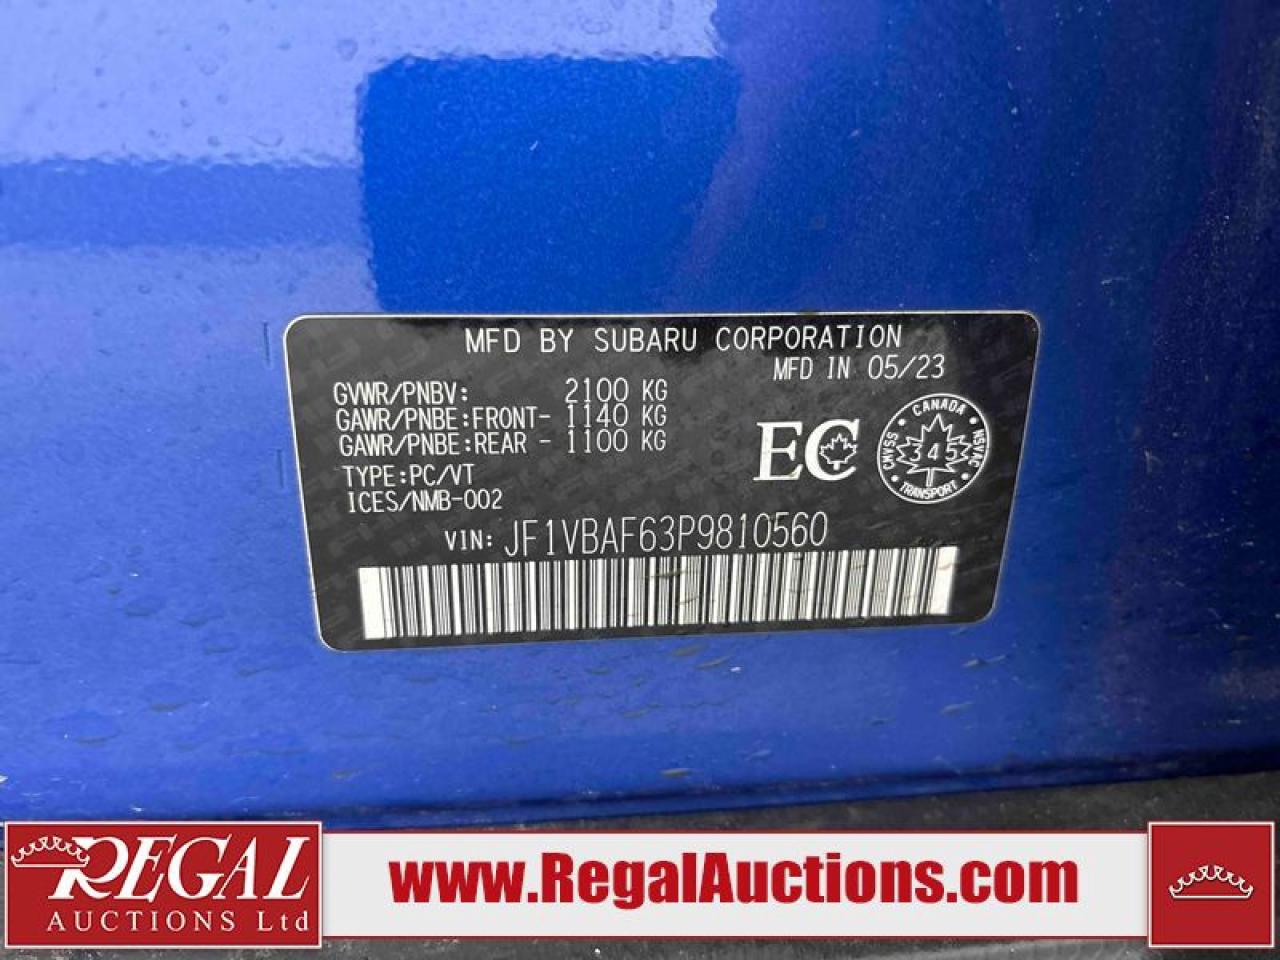 MFD BY SUBARU CORPORATION
MFD IN 05/23
GVWR/PNBV: 2100 KG
GAWR/PNBE:FRONT- 1140 KG
GAWR/PNBE:REAR - 1100 KG
TYPE:PC/VT
ICES/NMB-002
EC
CANADA
CMVSS
345
NSVAC
TRANSPORT
VIN: JF1VBAF63P9810560
REGAL
AUCTIONS Ltd
www.RegalAuctions.com